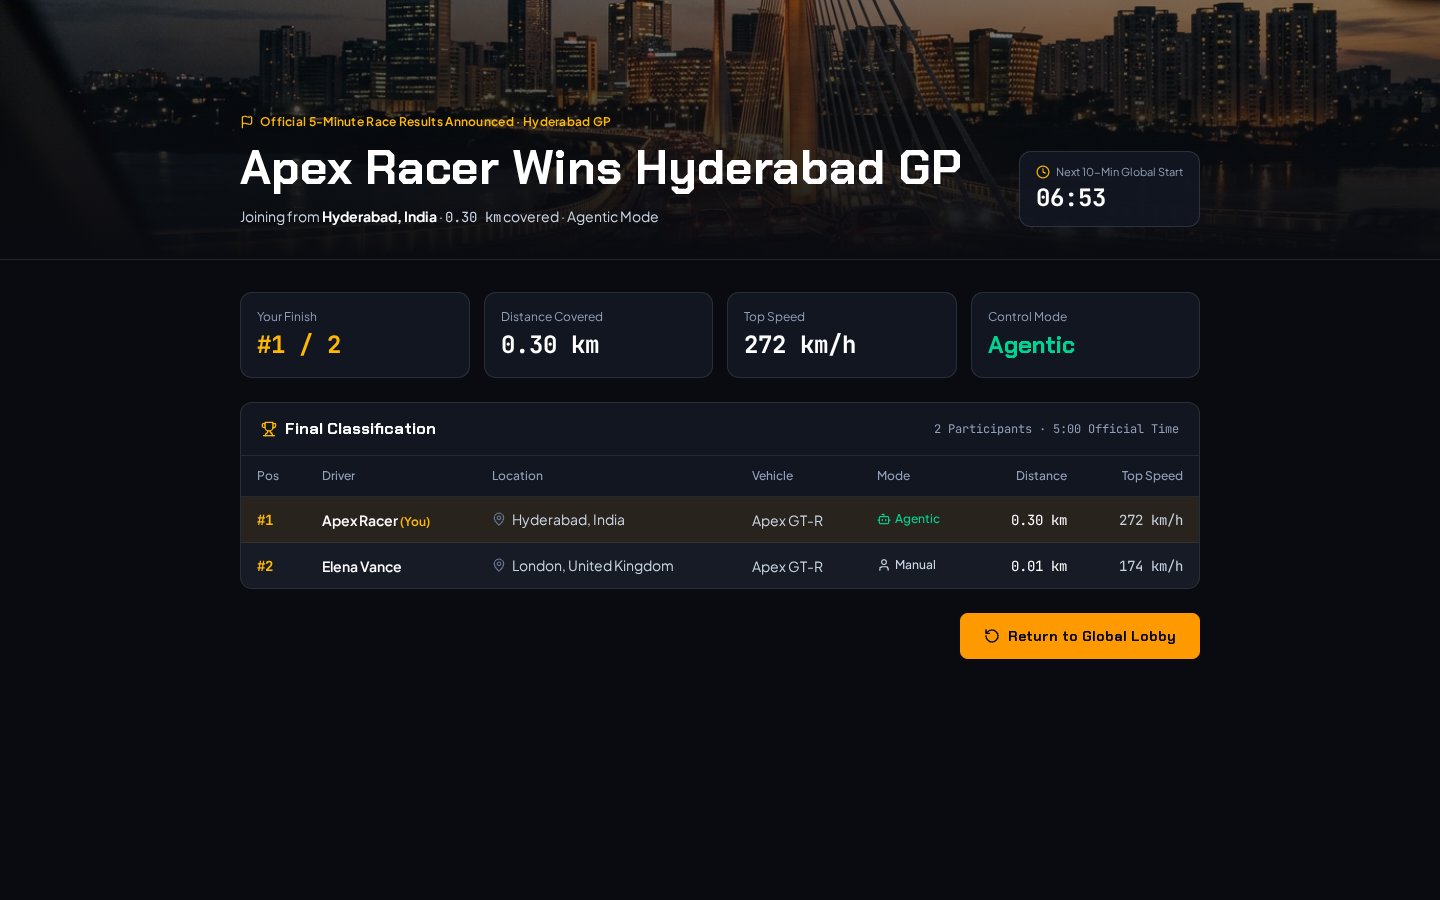 Official 5-Minute Race Results Announced · Hyderabad GP
Apex Racer Wins Hyderabad GP
Joining from Hyderabad, India · 0.30 km covered · Agentic Mode
Next 10-Min Global Start
06:53
Your Finish
#1 / 2
Distance Covered
0.30 km
Top Speed
272 km/h
Control Mode
Agentic
Final Classification
2 Participants · 5:00 Official Time
Pos Driver Location Vehicle Mode Distance Top Speed
#1 Apex Racer (You) Hyderabad, India Apex GT-R Agentic 0.30 km 272 km/h
#2 Elena Vance London, United Kingdom Apex GT-R Manual 0.01 km 174 km/h
Return to Global Lobby